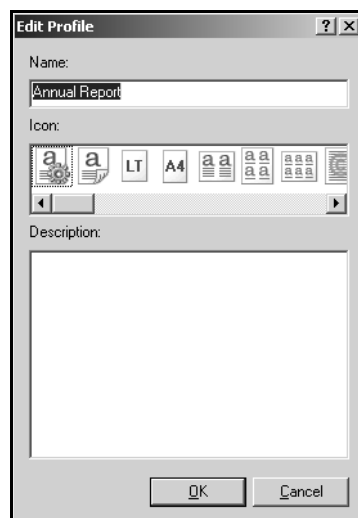 Edit Profile
Name:
Annual Report
Icon:
a a LT A4 a a a a a a a a a a a a
Description:
OK Cancel